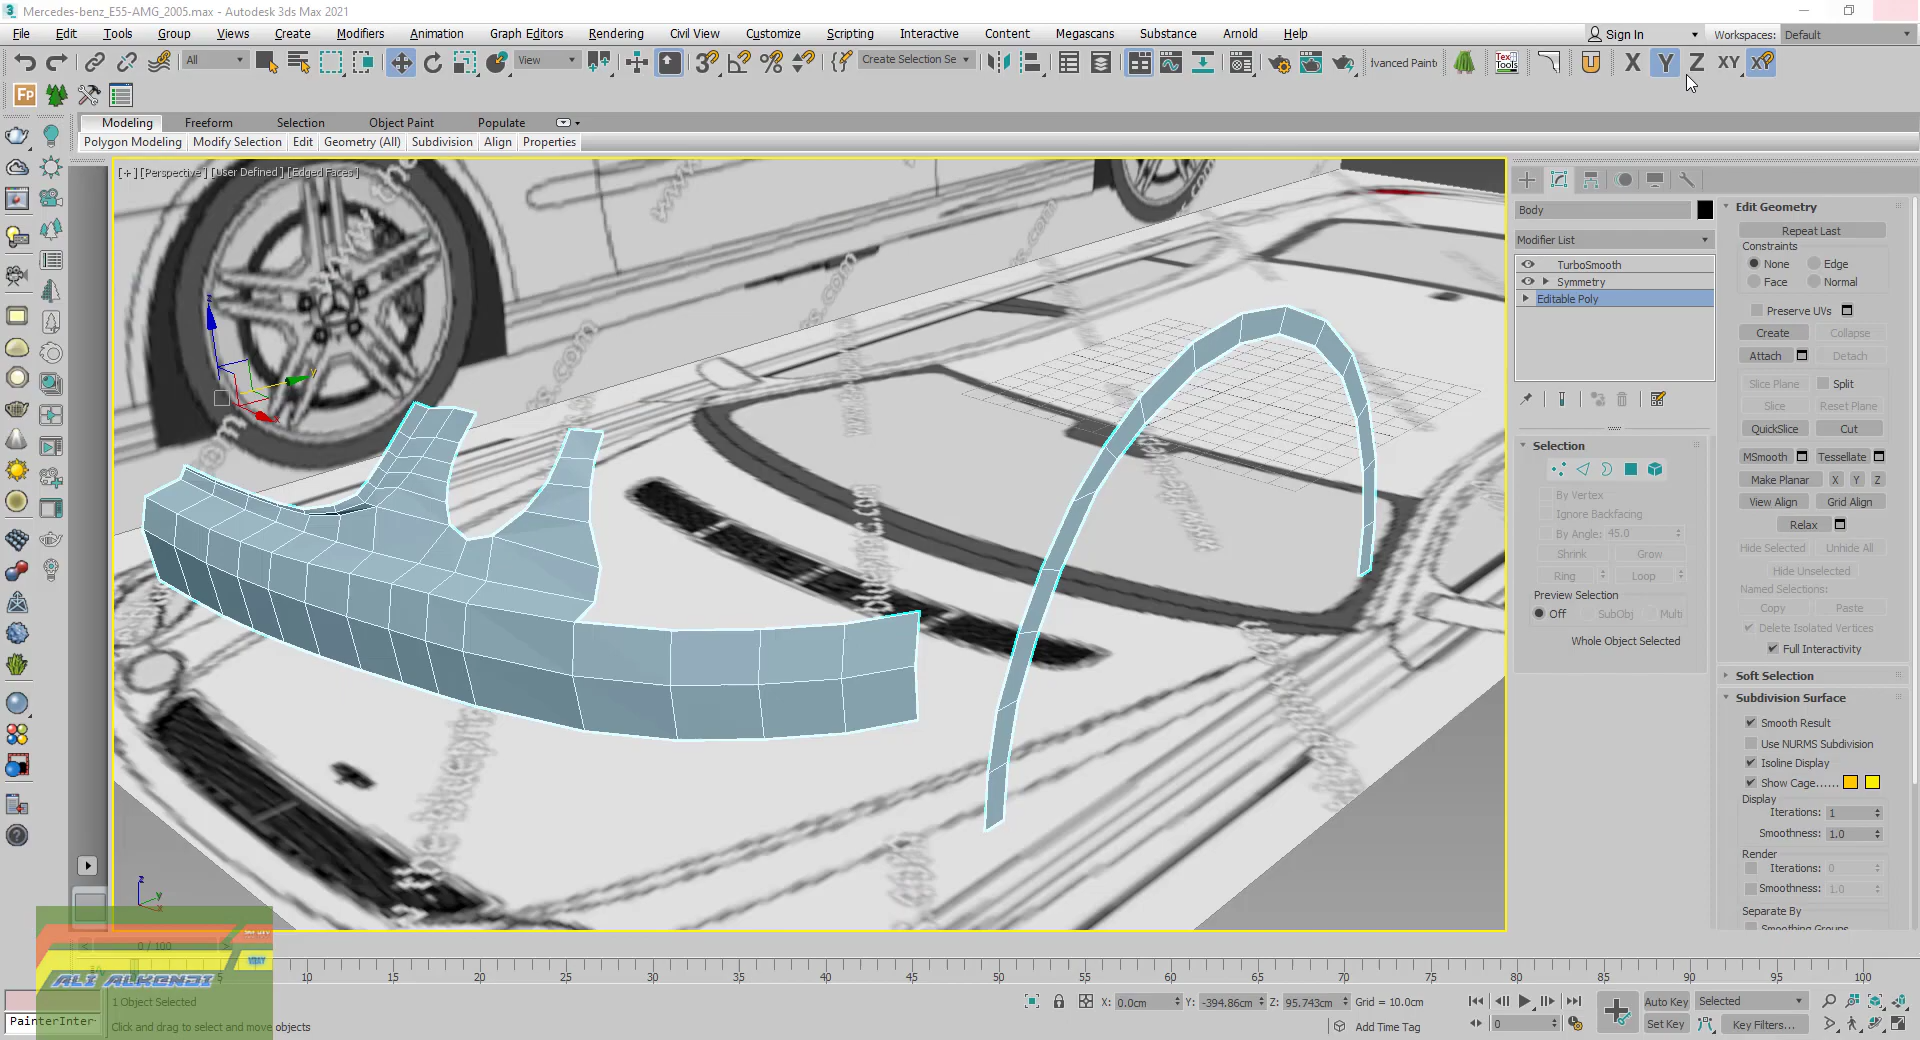 Mercedes-benz_E55-AMG_2005.max - Autodesk 3ds Max 2021
File Edit Tools Group Views Create Modifiers Animation Graph Editors Rendering Civil View Customize Scripting Interactive Content Megascans Substance Arnold Help
Sign In Workspaces: Default
All View Create Selection Se dvanced Paint Tex Tools X Y Z XY
Fp
Modeling Freeform Selection Object Paint Populate
Polygon Modeling Modify Selection Edit Geometry (All) Subdivision Align Properties
[+] [Perspective] [User Defined] [Edged Faces]
Body
Modifier List
TurboSmooth
Symmetry
Editable Poly
Selection
By Vertex
Ignore Backfacing
By Angle: 45.0
Shrink Grow
Ring Loop
Preview Selection
Off SubObj Multi
Whole Object Selected
Edit Geometry
Repeat Last
Constraints
None Edge
Face Normal
Preserve UVs
Create Collapse
Attach Detach
Slice Plane Split
Slice Reset Plane
QuickSlice Cut
MSmooth Tessellate
Make Planar X Y Z
View Align Grid Align
Relax
Hide Selected Unhide All
Hide Unselected
Named Selections:
Copy Paste
Delete Isolated Vertices
Full Interactivity
Soft Selection
Subdivision Surface
Smooth Result
Use NURMS Subdivision
Isoline Display
Show Cage......
Display
Iterations: 1
Smoothness: 1.0
Render
Iterations: 0
Smoothness: 1.0
Separate By
Smoothing Groups
z y x
z y x
0 / 100
5 10 15 20 25 30 35 40 45 50 55 60 65 70 75 80 85 90 95 100
ALI ALKENDI
1 Object Selected
X: 0.0cm Y: -394.86cm Z: 95.743cm Grid = 10.0cm
Auto Key Selected
PainterInter
Click and drag to select and move objects
Add Time Tag
0
Set Key Key Filters...